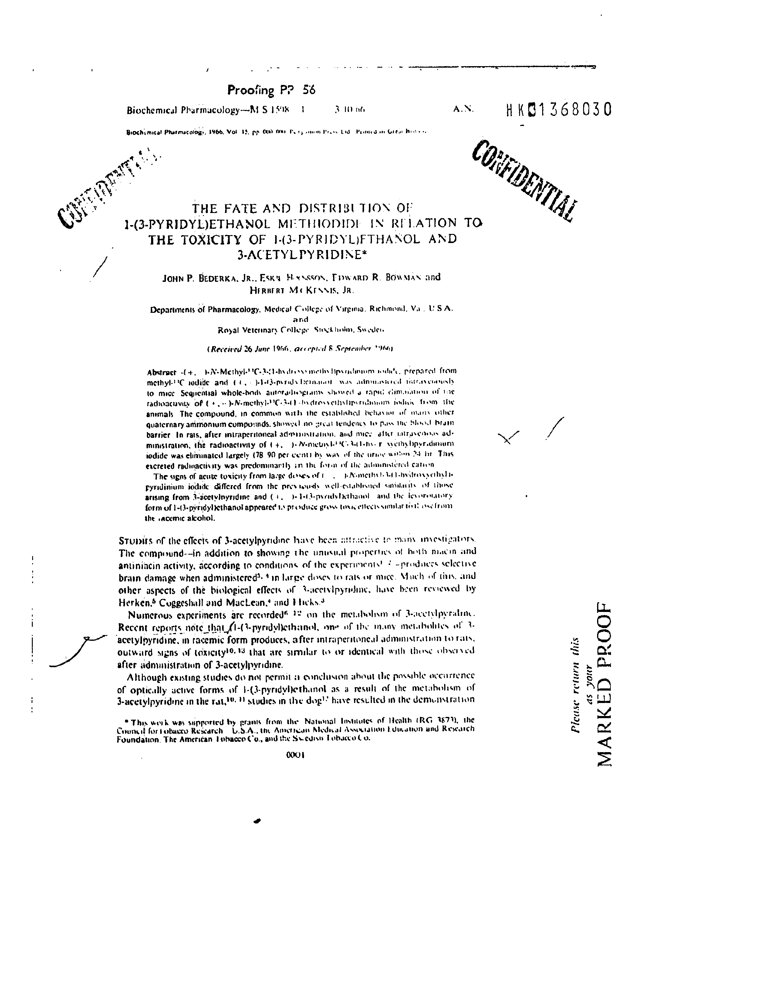 Proofing PP 56
Biochemical Pharmacology—M S 1598 1 3 10 66 A.N. HK01368030
Biochemical Pharmacology, 1966, Vol. 15, pp. Pergamon Press Ltd. Printed in Great Britain
CONFIDENTIAL
CONFIDENTIAL
THE FATE AND DISTRIBUTION OF
1-(3-PYRIDYL)ETHANOL METHIODIDE IN RELATION TO
THE TOXICITY OF 1-(3-PYRIDYL)ETHANOL AND
3-ACETYLPYRIDINE*
JOHN P. BEDERKA, JR., ESKIL HANSSON, EDWARD R. BOWMAN and
HERBERT MCKENNIS, JR.
Departments of Pharmacology, Medical College of Virginia, Richmond, Va., U.S.A.
and
Royal Veterinary College, Stockholm, Sweden
(Received 26 June 1966; accepted 8 September 1966)
Abstract -(+, -)-N-Methyl-¹⁴C-3-(1-hydroxyethyl)pyridinium iodide, prepared from
methyl-¹⁴C iodide and (+, -)-1-(3-pyridyl)ethanol, was administered intravenously
to mice. Sequential whole-body autoradiograms showed a rapid elimination of the
radioactivity of (+, -)-N-methyl-¹⁴C-3-(1-hydroxyethyl)pyridinium iodide from the
animals. The compound, in common with the established behavior of many other
quaternary ammonium compounds, showed no great tendency to pass the blood brain
barrier. In rats, after intraperitoneal administration, and mice, after intravenous ad-
ministration, the radioactivity of (+, -)-N-methyl-¹⁴C-3-(1-hydroxyethyl)pyridinium
iodide was eliminated largely (78-90 per cent) by way of the urine within 24 hr. This
excreted radioactivity was predominantly in the form of the administered cation.
The signs of acute toxicity from large doses of (+, -)-N-methyl-3-(1-hydroxyethyl)-
pyridinium iodide differed from the previously well-established similarity of those
arising from 3-acetylpyridine and (+, -)-1-(3-pyridyl)ethanol and the levorotatory
form of 1-(3-pyridyl)ethanol appeared to produce gross toxic effects similar to those from
the racemic alcohol.
STUDIES of the effects of 3-acetylpyridine have been attractive to many investigators.
The compound--in addition to showing the unusual properties of both niacin and
antiniacin activity, according to conditions of the experiments¹, ² –produces selective
brain damage when administered³, ⁴ in large doses to rats or mice. Much of this, and
other aspects of the biological effects of 3-acetylpyridine, have been reviewed by
Herken,⁵ Coggeshall and MacLean,⁴ and Hicks.³
Numerous experiments are recorded⁶⁻¹² on the metabolism of 3-acetylpyridine.
Recent reports note that (1-(3-pyridyl)ethanol, one of the many metabolites of 3-
acetylpyridine, in racemic form produces, after intraperitoneal administration to rats,
outward signs of toxicity¹⁰, ¹³ that are similar to or identical with those observed
after administration of 3-acetylpyridine.
Although existing studies do not permit a conclusion about the possible occurrence
of optically active forms of 1-(3-pyridyl)ethanol as a result of the metabolism of
3-acetylpyridine in the rat,¹⁰, ¹¹ studies in the dog¹² have resulted in the demonstration
* This work was supported by grants from the National Institutes of Health (RG 3873), the
Council for Tobacco Research U.S.A., the American Medical Association Education and Research
Foundation, The American Tobacco Co., and the Swedish Tobacco Co.
0001
Please return this
as your
MARKED PROOF